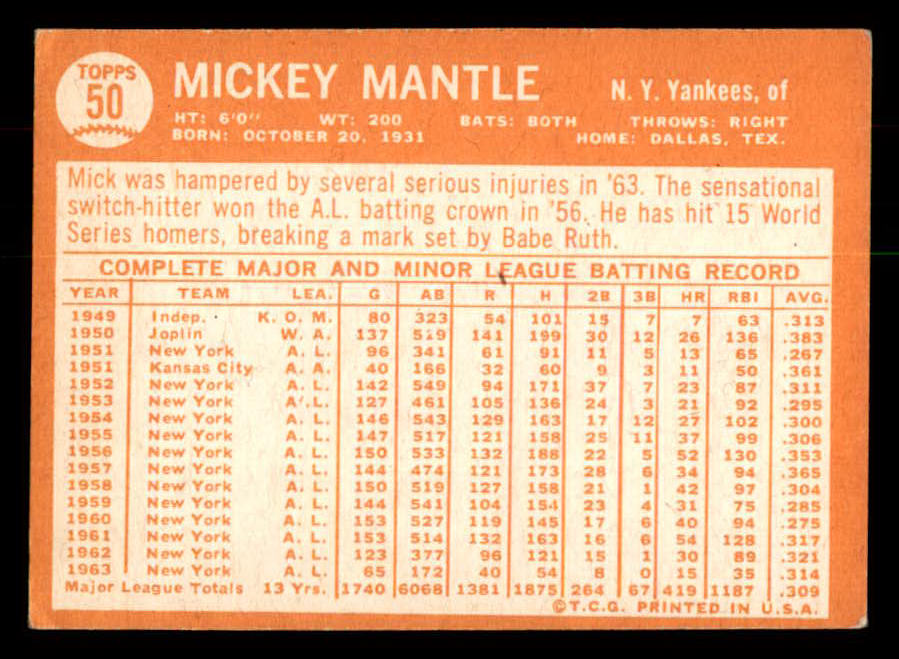 TOPPS
50
MICKEY MANTLE N. Y. Yankees, of
HT: 6'0" WT: 200 BATS: BOTH THROWS: RIGHT
BORN: OCTOBER 20, 1931 HOME: DALLAS, TEX.
Mick was hampered by several serious injuries in '63. The sensational
switch-hitter won the A.L. batting crown in '56. He has hit 15 World
Series homers, breaking a mark set by Babe Ruth.
COMPLETE MAJOR AND MINOR LEAGUE BATTING RECORD
YEAR TEAM LEA. G AB R H 2B 3B HR RBI AVG.
1949 Indep. K. O. M. 80 323 54 101 15 7 7 63 .313
1950 Joplin W. A. 137 519 141 199 30 12 26 136 .383
1951 New York A. L. 96 341 61 91 11 5 13 65 .267
1951 Kansas City A. A. 40 166 32 60 9 3 11 50 .361
1952 New York A. L. 142 549 94 171 37 7 23 87 .311
1953 New York A. L. 127 461 105 136 24 3 21 92 .295
1954 New York A. L. 146 543 129 163 17 12 27 102 .300
1955 New York A. L. 147 517 121 158 25 11 37 99 .306
1956 New York A. L. 150 533 132 188 22 5 52 130 .353
1957 New York A. L. 144 474 121 173 28 6 34 94 .365
1958 New York A. L. 150 519 127 158 21 1 42 97 .304
1959 New York A. L. 144 541 104 154 23 4 31 75 .285
1960 New York A. L. 153 527 119 145 17 6 40 94 .275
1961 New York A. L. 153 514 132 163 16 6 54 128 .317
1962 New York A. L. 123 377 96 121 15 1 30 89 .321
1963 New York A. L. 65 172 40 54 8 0 15 35 .314
Major League Totals 13 Yrs. 1740 6068 1381 1875 264 67 419 1187 .309
©T.C.G. PRINTED IN U.S.A.